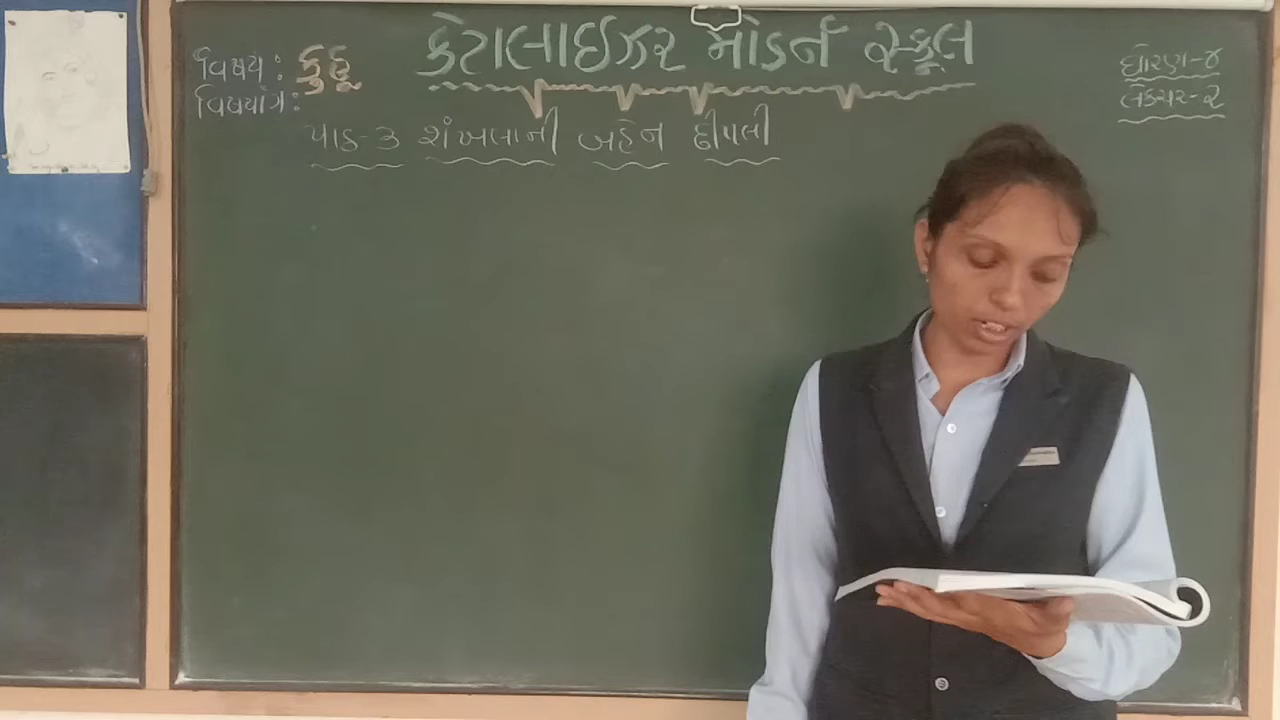 કેટાલાઈઝર મોડર્ન સ્કૂલ
વિષય : કુહૂ
વિષયાંગ :
ધોરણ-૪
લેક્ચર-૨
પાઠ-૩ શંખલાની બહેન દીપલી